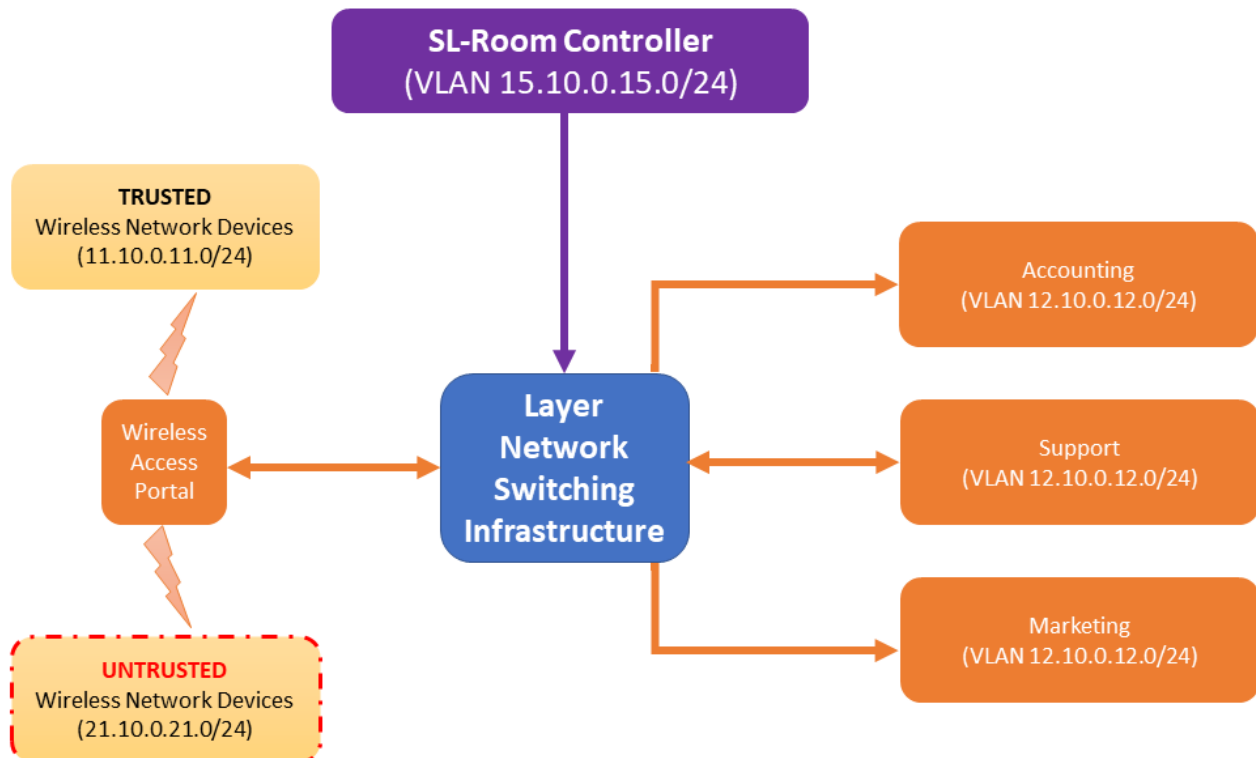 SL-Room Controller
(VLAN 15.10.0.15.0/24)
TRUSTED
Wireless Network Devices
(11.10.0.11.0/24)
Accounting
(VLAN 12.10.0.12.0/24)
Wireless
Access
Portal
Layer
Network
Switching
Infrastructure
Support
(VLAN 12.10.0.12.0/24)
Marketing
(VLAN 12.10.0.12.0/24)
UNTRUSTED
Wireless Network Devices
(21.10.0.21.0/24)